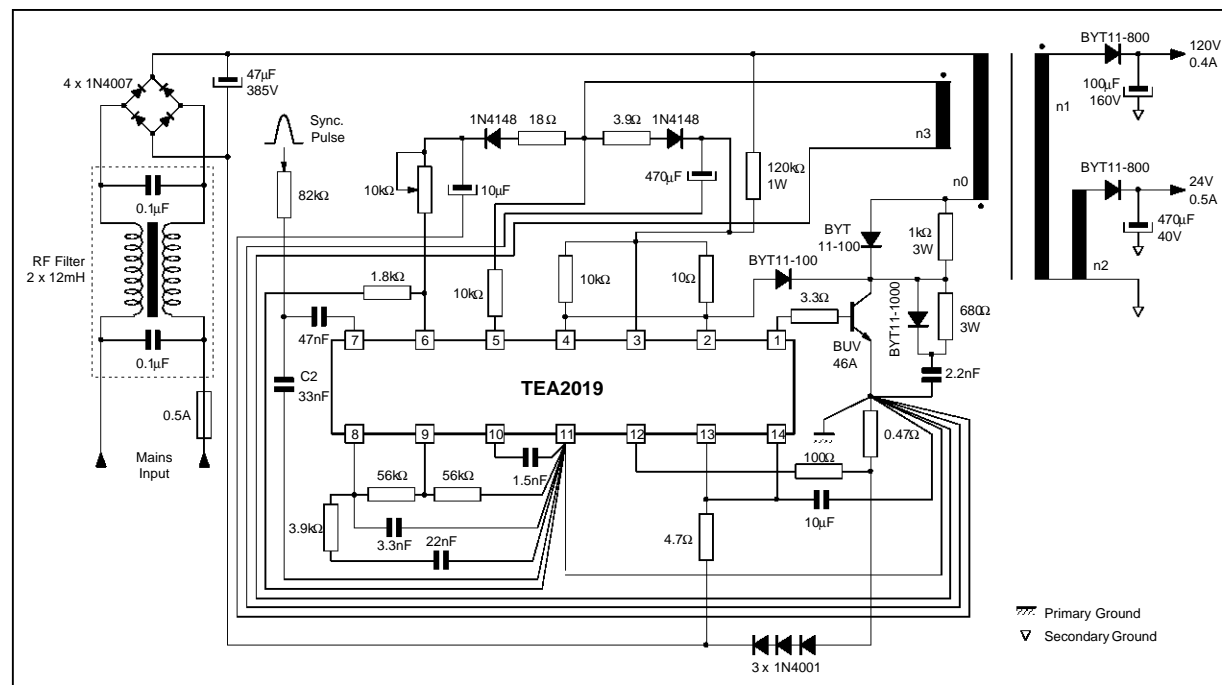 BYT11-800
120V
0.4A
4 x 1N4007
47µF
385V
100µF
160V
n1
Sync.
Pulse
1N4148
18Ω
3.9Ω
1N4148
n3
120kΩ
1W
n0
BYT11-800
24V
0.5A
0.1µF
82kΩ
10kΩ
10µF
470µF
470µF
40V
RF Filter
2 x 12mH
BYT
11-100
1kΩ
3W
n2
1.8kΩ
10kΩ
10kΩ
10Ω
BYT11-100
47nF
3.3Ω
BYT11-1000
680Ω
3W
7
6
5
4
3
2
1
0.1µF
BUV
46A
C2
33nF
TEA2019
2.2nF
0.5A
8
9
10
11
12
13
14
0.47Ω
Mains
Input
56kΩ
56kΩ
1.5nF
100Ω
3.9kΩ
3.3nF
22nF
4.7Ω
10µF
Primary Ground
Secondary Ground
3 x 1N4001